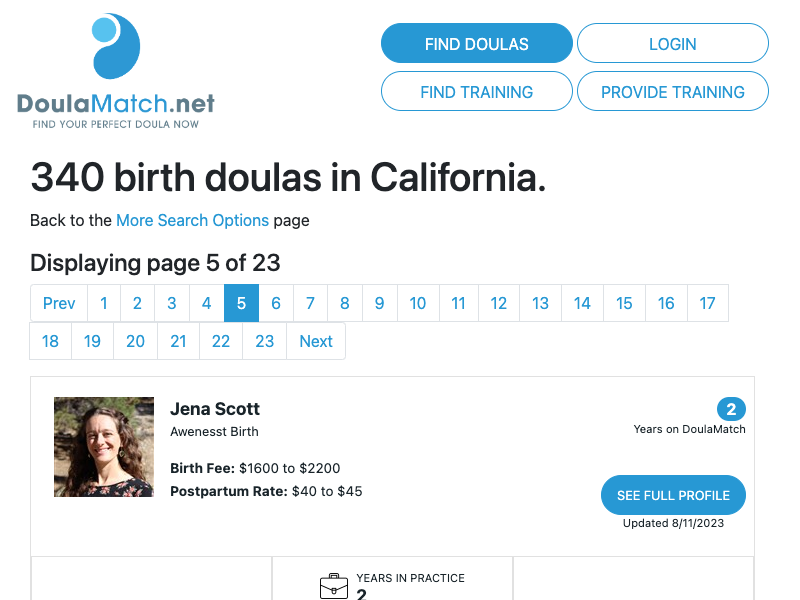 DoulaMatch.net
FIND YOUR PERFECT DOULA NOW
FIND DOULAS
LOGIN
FIND TRAINING
PROVIDE TRAINING
340 birth doulas in California.
Back to the More Search Options page
Displaying page 5 of 23
Prev 1 2 3 4 5 6 7 8 9 10 11 12 13 14 15 16 17
18 19 20 21 22 23 Next
Jena Scott
Awenesst Birth
Birth Fee: $1600 to $2200
Postpartum Rate: $40 to $45
2
Years on DoulaMatch
SEE FULL PROFILE
Updated 8/11/2023
YEARS IN PRACTICE
2